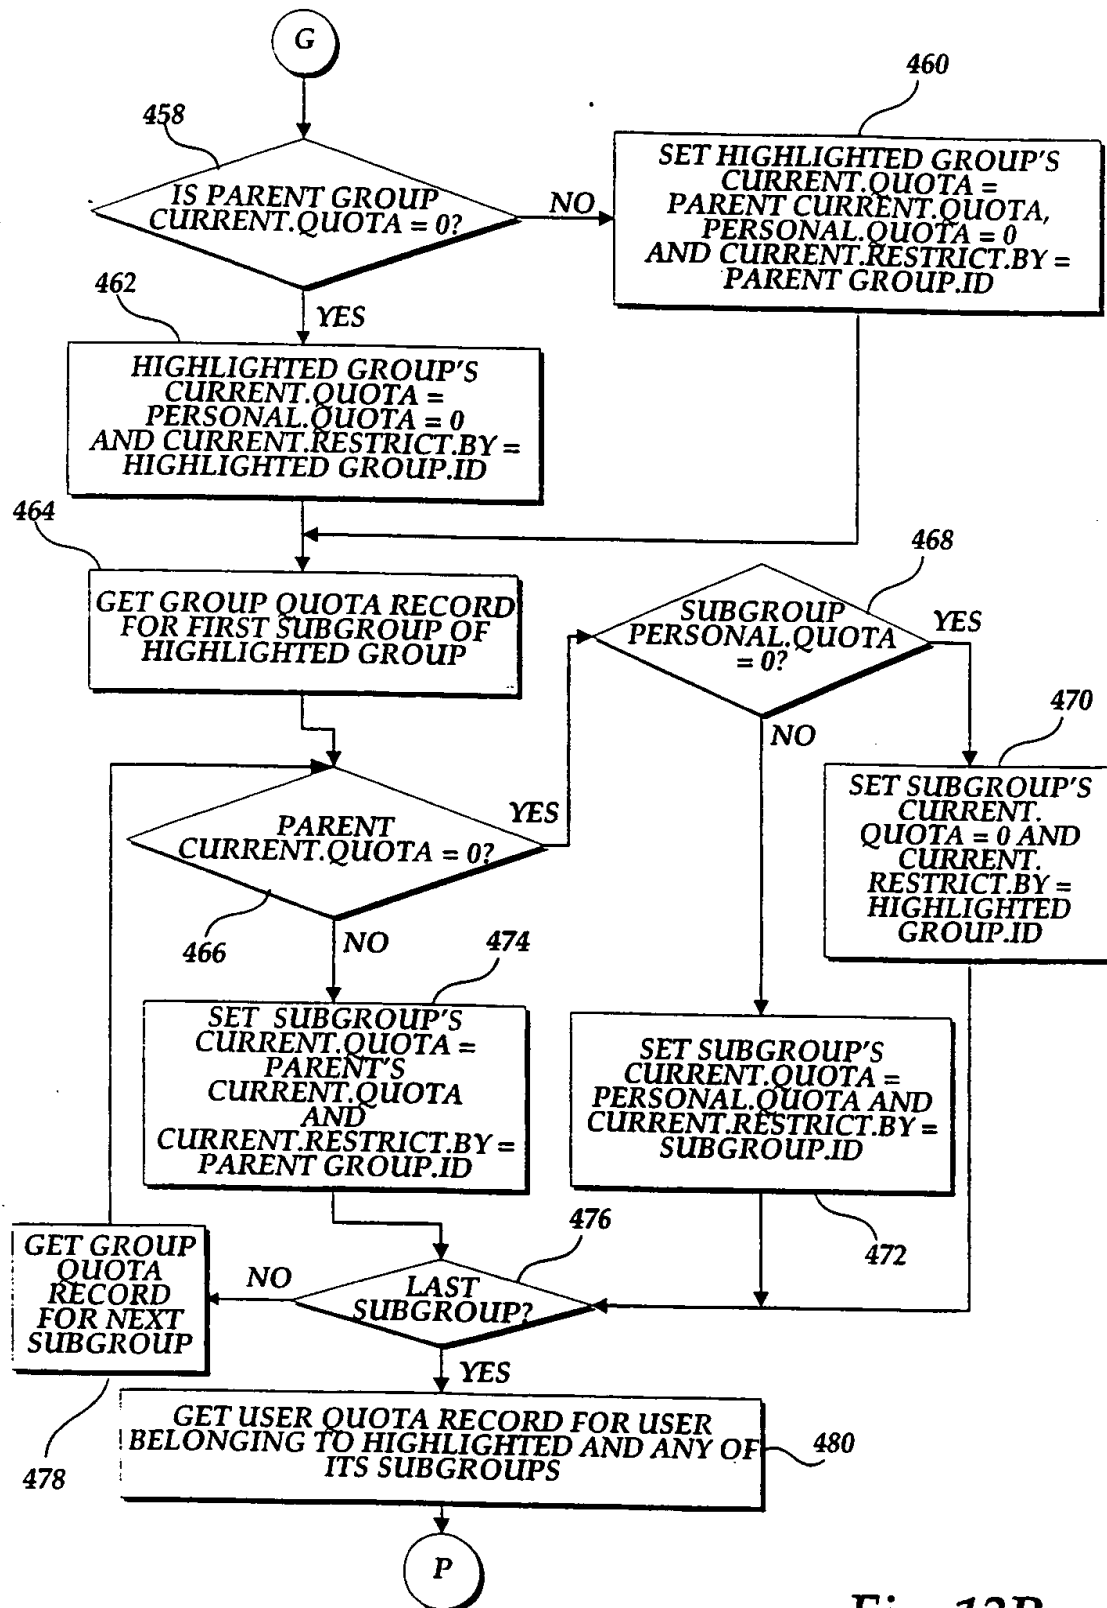 G
458
IS PARENT GROUP
CURRENT.QUOTA = 0?
NO
460
SET HIGHLIGHTED GROUP'S
CURRENT.QUOTA =
PARENT CURRENT.QUOTA,
PERSONAL.QUOTA = 0
AND CURRENT.RESTRICT.BY =
PARENT GROUP.ID
462
YES
HIGHLIGHTED GROUP'S
CURRENT.QUOTA =
PERSONAL.QUOTA = 0
AND CURRENT.RESTRICT.BY =
HIGHLIGHTED GROUP.ID
464
GET GROUP QUOTA RECORD
FOR FIRST SUBGROUP OF
HIGHLIGHTED GROUP
468
SUBGROUP
PERSONAL.QUOTA
= 0?
YES
NO
470
SET SUBGROUP'S
CURRENT.
QUOTA = 0 AND
CURRENT.
RESTRICT.BY =
HIGHLIGHTED
GROUP.ID
PARENT
CURRENT.QUOTA = 0?
YES
466
NO
474
SET SUBGROUP'S
CURRENT.QUOTA =
PARENT'S
CURRENT.QUOTA
AND
CURRENT.RESTRICT.BY =
PARENT GROUP.ID
SET SUBGROUP'S
CURRENT.QUOTA =
PERSONAL.QUOTA AND
CURRENT.RESTRICT.BY =
SUBGROUP.ID
472
476
LAST
SUBGROUP?
NO
GET GROUP
QUOTA
RECORD
FOR NEXT
SUBGROUP
478
YES
GET USER QUOTA RECORD FOR USER
BELONGING TO HIGHLIGHTED AND ANY OF
ITS SUBGROUPS
480
P